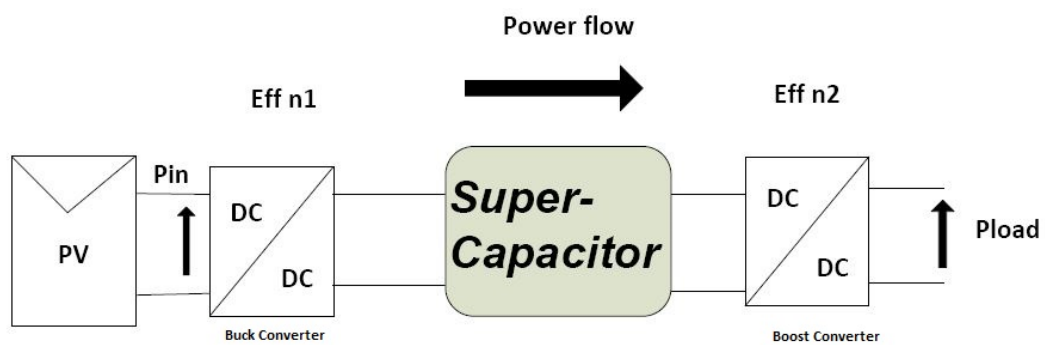 Power flow
Eff n1
Eff n2
Pin
PV
DC
DC
Super-
Capacitor
DC
DC
Pload
Buck Converter
Boost Converter